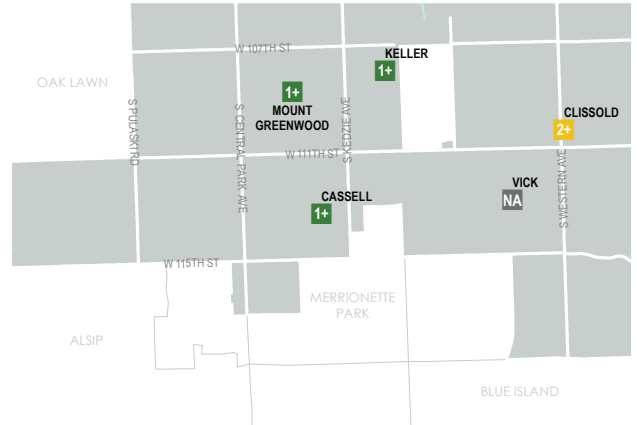 W 107TH ST
KELLER
1+
OAK LAWN
1+
MOUNT
GREENWOOD
S PULASKI RD
S CENTRAL PARK AVE
S KEDZIE AVE
CLISSOLD
2+
W 111TH ST
S WESTERN AVE
VICK
NA
CASSELL
1+
W 115TH ST
MERRIONETTE
PARK
ALSIP
BLUE ISLAND